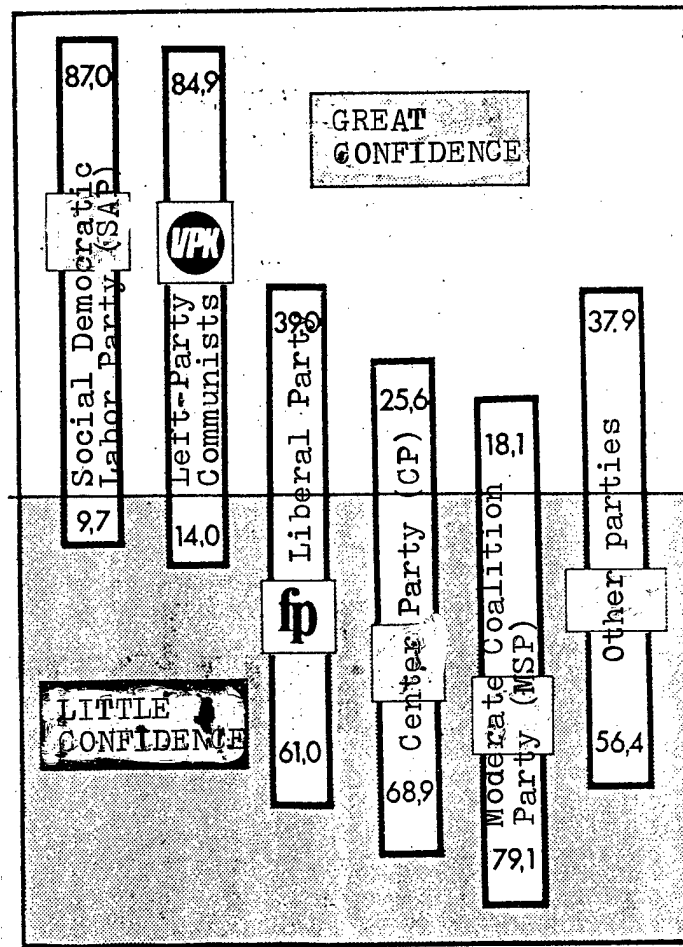 87,0
84,9
GREAT
CONFIDENCE
Social Democratic
Labor Party (SAP)
VPK
Left-Party
Communists
39,0
Liberal Party
37,9
25,6
18,1
Center Party (CP)
Moderate Coalition
Party (MSP)
Other parties
9,7
14,0
fp
LITTLE
CONFIDENCE
61,0
68,9
79,1
56,4